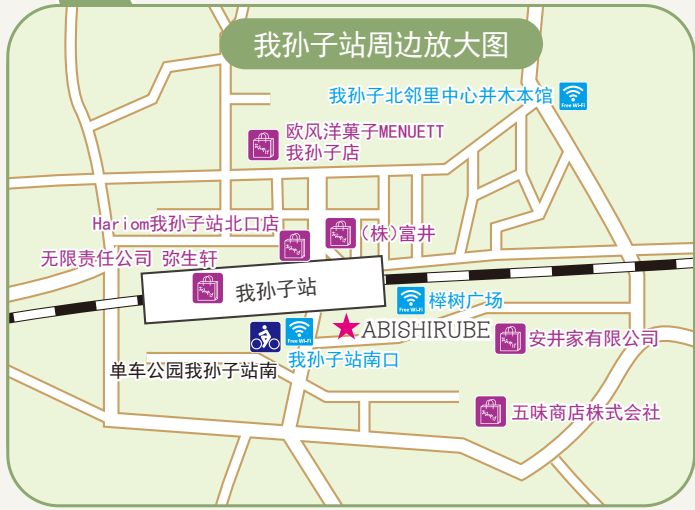 我孙子站周边放大图
我孙子北邻里中心并木本馆
Free Wi-Fi
欧风洋菓子MENUETT
我孙子店
Hariom我孙子站北口店
(株)富井
无限责任公司 弥生轩
我孙子站
Free Wi-Fi
榉树广场
Free Wi-Fi
ABISHIRUBE
安井家有限公司
我孙子站南口
单车公园我孙子站南
五味商店株式会社